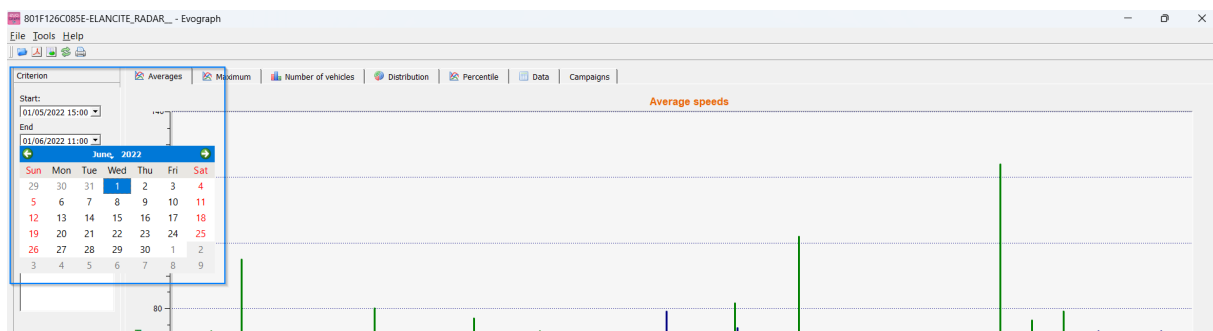 801F126C085E-ELANCITE_RADAR__ - Evograph
File Tools Help
Criterion
Averages Maximum Number of vehicles Distribution Percentile Data Campaigns
Start:
01/05/2022 15:00
End
01/06/2022 11:00
June, 2022
Sun Mon Tue Wed Thu Fri Sat
29 30 31 1 2 3 4
5 6 7 8 9 10 11
12 13 14 15 16 17 18
19 20 21 22 23 24 25
26 27 28 29 30 1 2
3 4 5 6 7 8 9
Average speeds
140
80